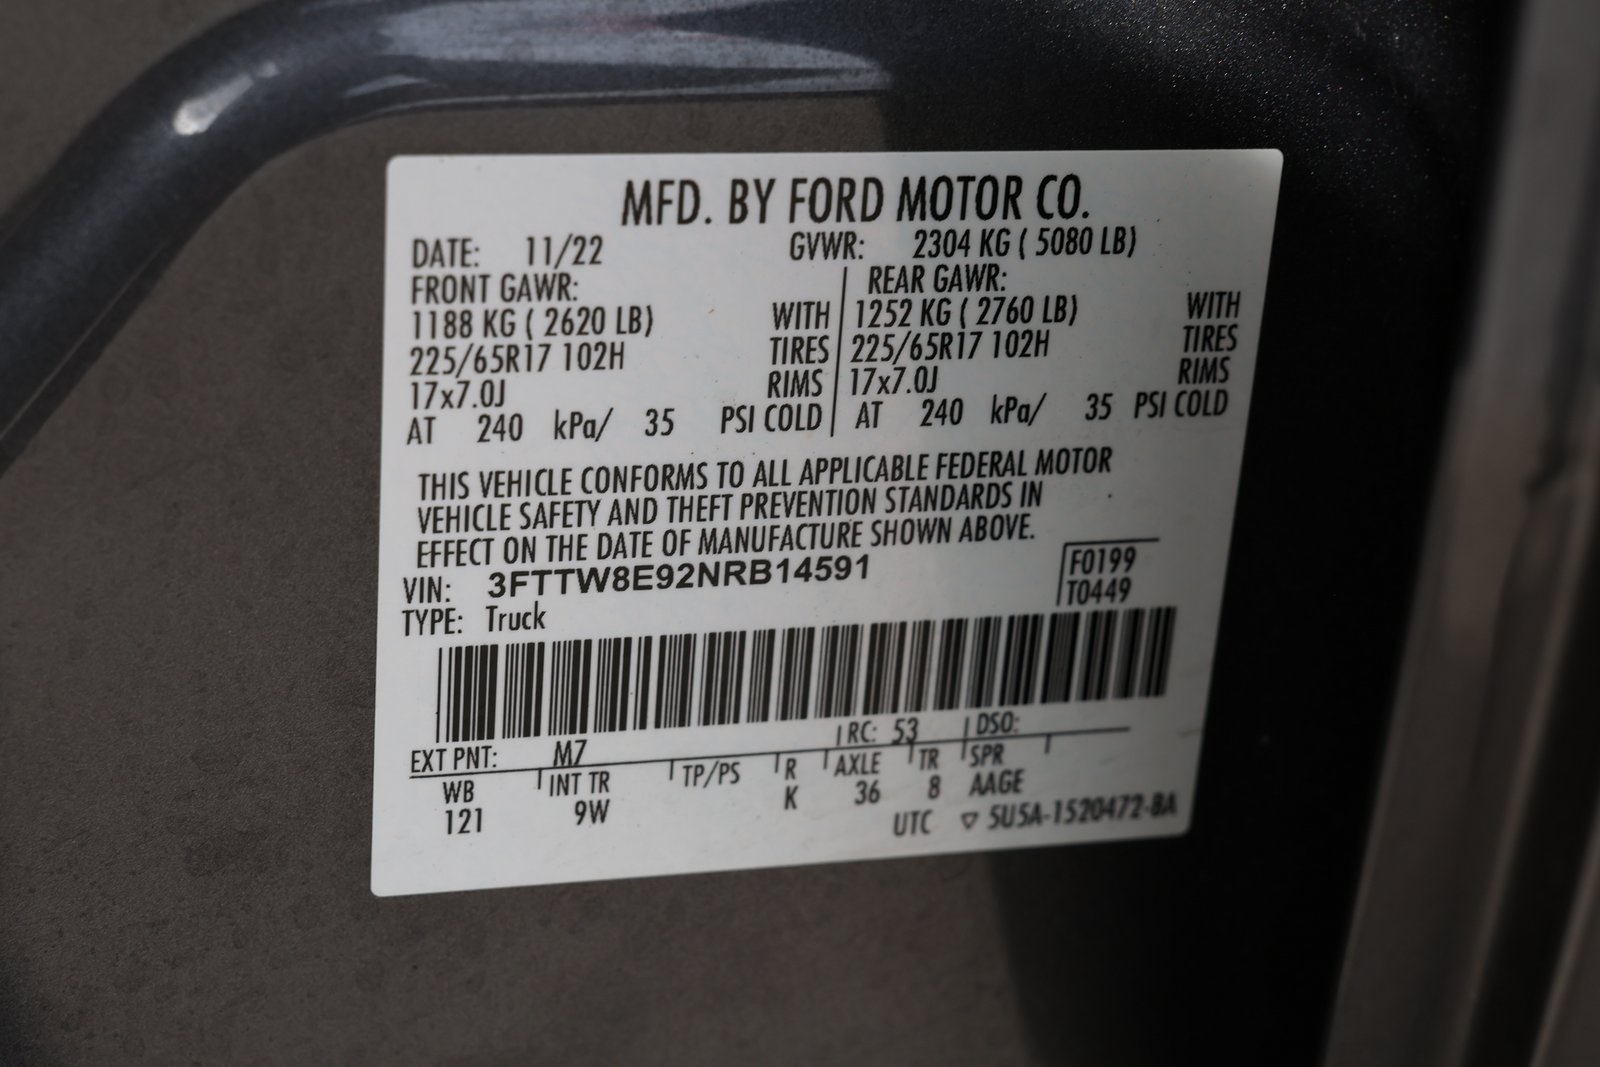 MFD. BY FORD MOTOR CO.
DATE: 11/22 GVWR: 2304 KG ( 5080 LB)
FRONT GAWR: REAR GAWR:
1188 KG ( 2620 LB) WITH 1252 KG ( 2760 LB) WITH
225/65R17 102H TIRES 225/65R17 102H TIRES
17x7.0J RIMS 17x7.0J RIMS
AT 240 kPa/ 35 PSI COLD AT 240 kPa/ 35 PSI COLD
THIS VEHICLE CONFORMS TO ALL APPLICABLE FEDERAL MOTOR
VEHICLE SAFETY AND THEFT PREVENTION STANDARDS IN
EFFECT ON THE DATE OF MANUFACTURE SHOWN ABOVE.
VIN: 3FTTW8E92NRB14591 F0199
TYPE: Truck T0449
EXT PNT: M7 RC: 53 DSO:
WB INT TR TP/PS R AXLE TR SPR
121 9W K 36 8 AAGE
UTC ▽ 5U5A-1520472-BA